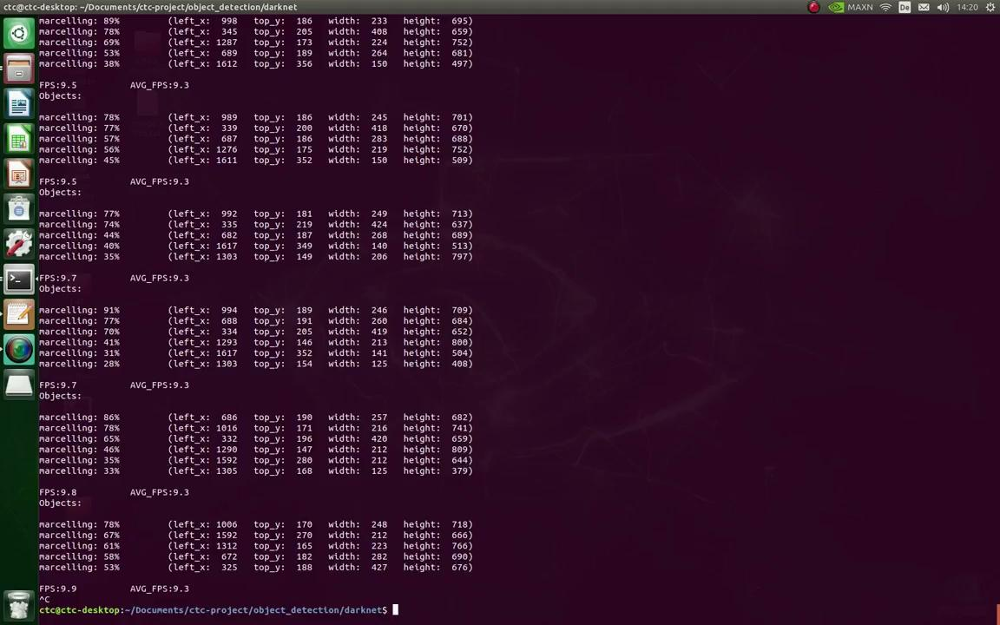 ctc@ctc-desktop: ~/Documents/ctc-project/object_detection/darknet MAXN De 14:20
marcelling: 89% (left_x: 998 top_y: 186 width: 233 height: 695)
marcelling: 78% (left_x: 345 top_y: 205 width: 408 height: 659)
marcelling: 69% (left_x: 1287 top_y: 173 width: 224 height: 752)
marcelling: 53% (left_x: 689 top_y: 189 width: 264 height: 681)
marcelling: 38% (left_x: 1612 top_y: 356 width: 150 height: 497)
FPS:9.5 AVG_FPS:9.3
Objects:
marcelling: 78% (left_x: 989 top_y: 186 width: 245 height: 701)
marcelling: 77% (left_x: 339 top_y: 200 width: 418 height: 670)
marcelling: 57% (left_x: 687 top_y: 186 width: 283 height: 688)
marcelling: 56% (left_x: 1276 top_y: 175 width: 219 height: 752)
marcelling: 45% (left_x: 1611 top_y: 352 width: 150 height: 509)
FPS:9.5 AVG_FPS:9.3
Objects:
marcelling: 77% (left_x: 992 top_y: 181 width: 249 height: 713)
marcelling: 74% (left_x: 335 top_y: 219 width: 424 height: 637)
marcelling: 44% (left_x: 682 top_y: 187 width: 268 height: 689)
marcelling: 40% (left_x: 1617 top_y: 349 width: 140 height: 513)
marcelling: 35% (left_x: 1303 top_y: 149 width: 206 height: 797)
FPS:9.7 AVG_FPS:9.3
Objects:
marcelling: 91% (left_x: 994 top_y: 189 width: 246 height: 709)
marcelling: 77% (left_x: 688 top_y: 191 width: 260 height: 684)
marcelling: 70% (left_x: 334 top_y: 205 width: 419 height: 652)
marcelling: 41% (left_x: 1293 top_y: 146 width: 213 height: 800)
marcelling: 31% (left_x: 1617 top_y: 352 width: 141 height: 504)
marcelling: 28% (left_x: 1303 top_y: 154 width: 125 height: 408)
FPS:9.7 AVG_FPS:9.3
Objects:
marcelling: 86% (left_x: 686 top_y: 190 width: 257 height: 682)
marcelling: 78% (left_x: 1016 top_y: 171 width: 216 height: 741)
marcelling: 65% (left_x: 332 top_y: 196 width: 420 height: 659)
marcelling: 46% (left_x: 1290 top_y: 147 width: 212 height: 809)
marcelling: 35% (left_x: 1592 top_y: 280 width: 212 height: 644)
marcelling: 33% (left_x: 1305 top_y: 168 width: 125 height: 379)
FPS:9.8 AVG_FPS:9.3
Objects:
marcelling: 78% (left_x: 1006 top_y: 170 width: 248 height: 718)
marcelling: 67% (left_x: 1592 top_y: 270 width: 212 height: 666)
marcelling: 61% (left_x: 1312 top_y: 165 width: 223 height: 766)
marcelling: 58% (left_x: 672 top_y: 182 width: 282 height: 690)
marcelling: 53% (left_x: 325 top_y: 188 width: 427 height: 676)
FPS:9.9 AVG_FPS:9.3
^C
ctc@ctc-desktop:~/Documents/ctc-project/object_detection/darknet$